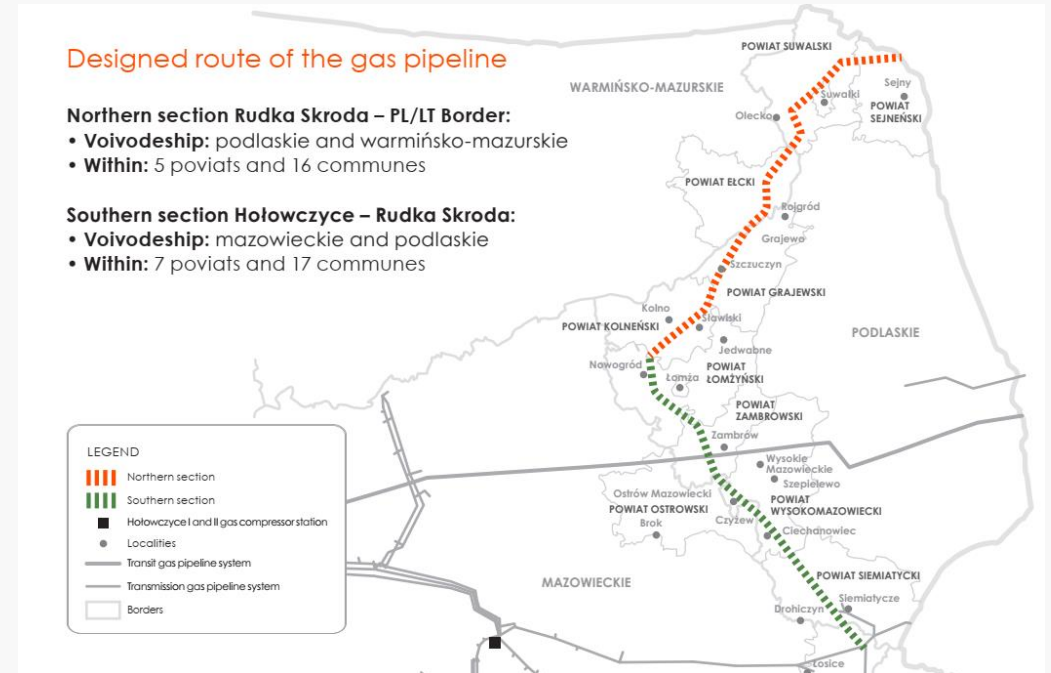 Designed route of the gas pipeline
Northern section Rudka Skroda – PL/LT Border:
• Voivodeship: podlaskie and warmińsko-mazurskie
• Within: 5 poviats and 16 communes
Southern section Hołowczyce – Rudka Skroda:
• Voivodeship: mazowieckie and podlaskie
• Within: 7 poviats and 17 communes
POWIAT SUWALSKI
WARMIŃSKO-MAZURSKIE
Sejny
Suwałki
POWIAT
SEJNEŃSKI
Olecko
POWIAT EŁCKI
Rajgród
Grajewo
Szczuczyn
POWIAT GRAJEWSKI
Kolno
Stawiski
POWIAT KOLNEŃSKI
PODLASKIE
Jedwabne
Nowogród
POWIAT
ŁOMŻYŃSKI
Łomża
POWIAT
ZAMBROWSKI
Zambrów
Wysokie
Mazowieckie
Szepietowo
Ostrów Mazowiecki
POWIAT OSTROWSKI
POWIAT
WYSOKOMAZOWIECKI
Czyżew
Brok
Ciechanowiec
MAZOWIECKIE
POWIAT SIEMIATYCKI
Siemiatycze
Drohiczyn
Łosice
LEGEND
Northern section
Southern section
Hołowczyce I and II gas compressor station
Localities
Transit gas pipeline system
Transmission gas pipeline system
Borders